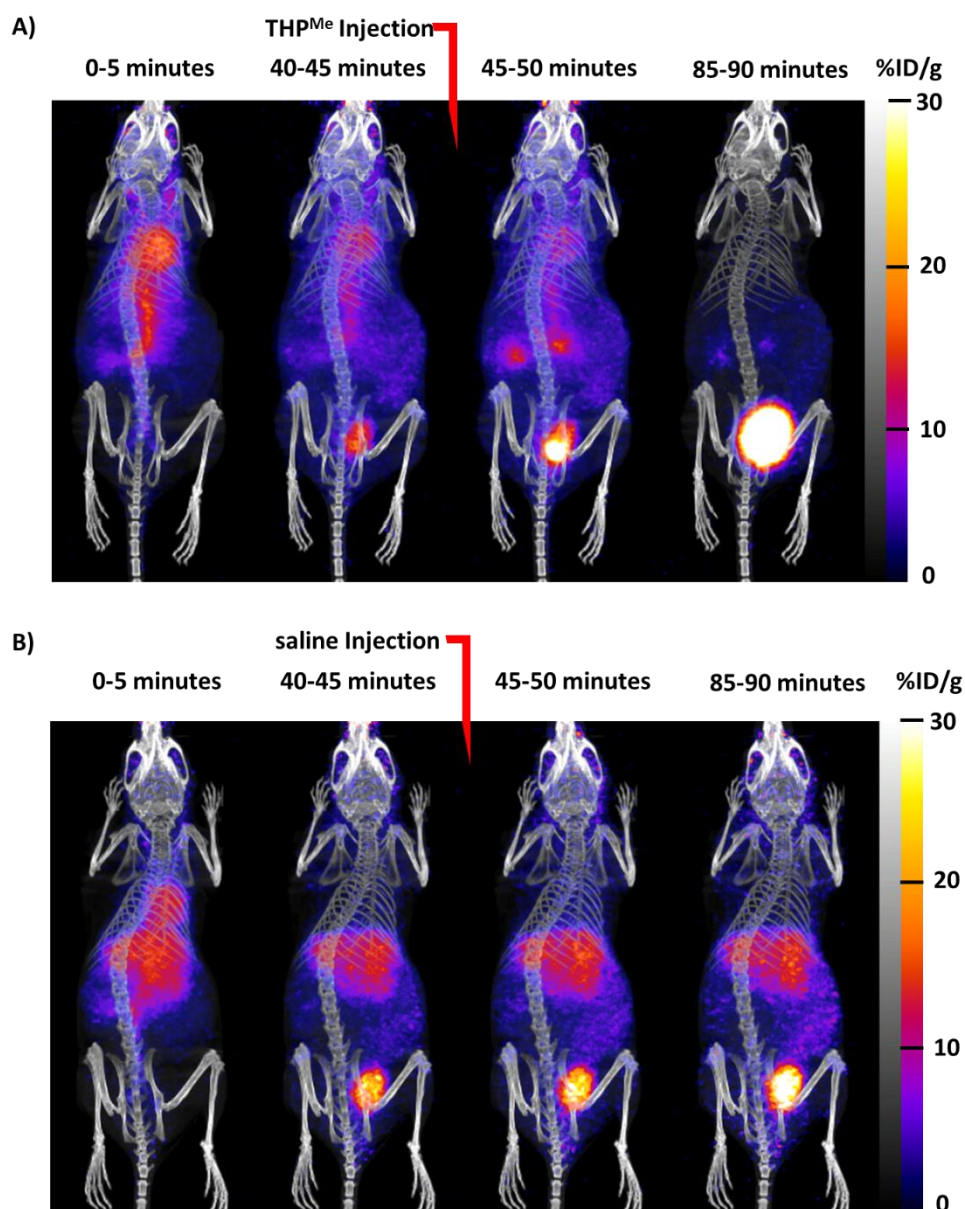 A)
THPMe Injection
0-5 minutes 40-45 minutes 45-50 minutes 85-90 minutes %ID/g
30
20
10
0
B)
saline Injection
0-5 minutes 40-45 minutes 45-50 minutes 85-90 minutes %ID/g
30
20
10
0